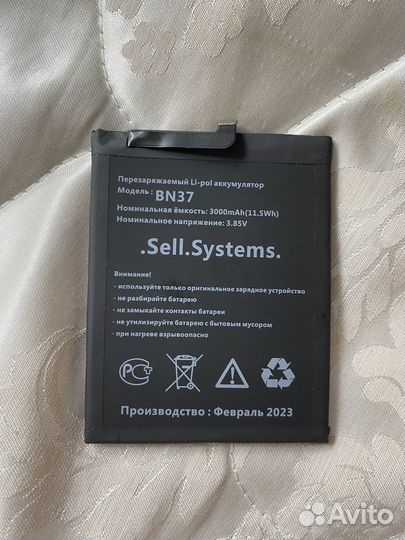 Перезаряжаемый Li-pol аккумулятор
Модель : BN37
Номинальная ёмкость: 3000mAh(11.5Wh)
Номинальное напряжение: 3.85V
.Sell.Systems.
Внимание!
- используйте только оригинальное зарядное устройство
- не разбирайте батарею
- не замыкайте контакты батареи
- не утилизируйте батарею с бытовым мусором
- при нагреве взрывоопасно
Производство : Февраль 2023
Avito